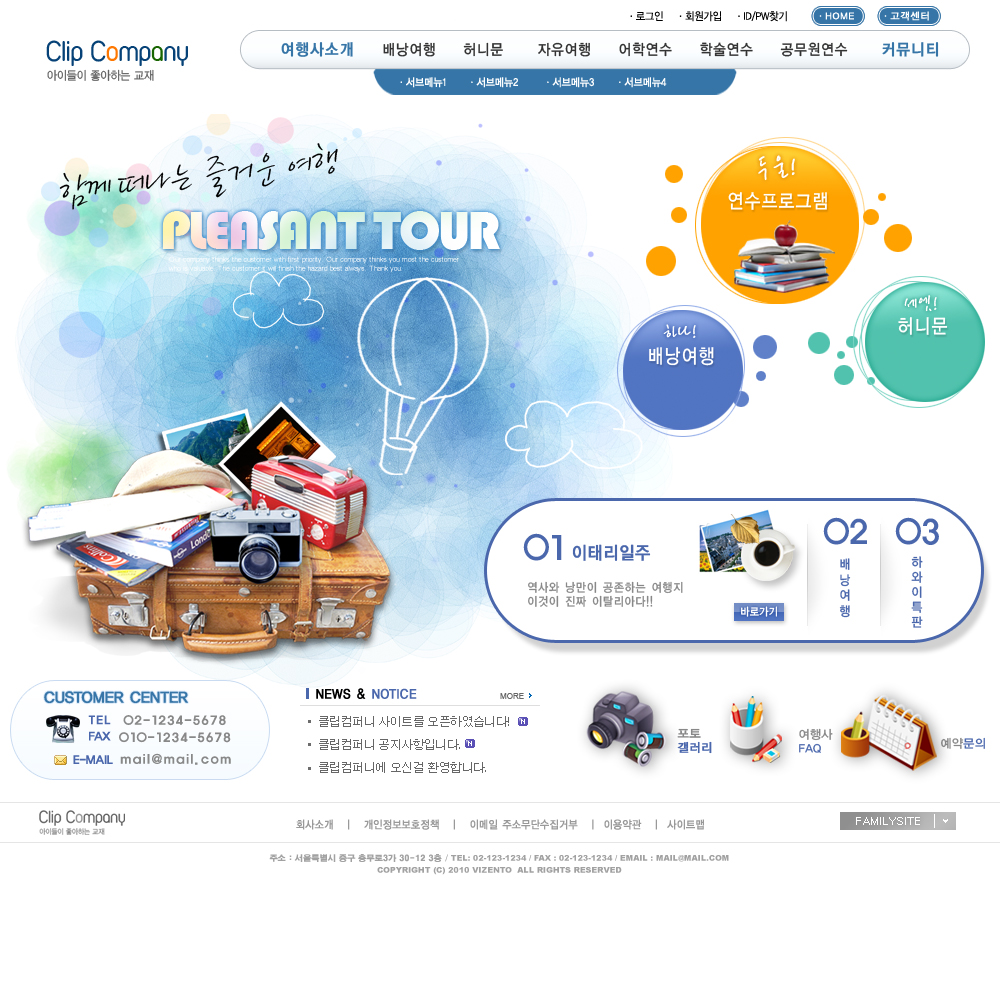 · 로그인 · 회원가입 · ID/PW찾기 · HOME · 고객센터
Clip Company
아이들이 좋아하는 교재
여행사소개 배낭여행 허니문 자유여행 어학연수 학술연수 공무원연수 커뮤니티
· 서브메뉴1 · 서브메뉴2 · 서브메뉴3 · 서브메뉴4
함께 떠나는 즐거운 여행
PLEASANT TOUR
Our company thinks the customer with first priority. Our company thinks you most the customer
The customer it will finish the hazard best always. Thank you
두울!
연수프로그램
세엣!
허니문
하나!
배낭여행
01 이태리일주
역사와 낭만이 공존하는 여행지
이것이 진짜 이탈리아다!!
바로가기
02
배낭여행
03
하와이특판
Collins
London
CUSTOMER CENTER
TEL 02-1234-5678
FAX 010-1234-5678
E-MAIL mail@mail.com
NEWS & NOTICE MORE
클립컴퍼니 사이트를 오픈하였습니다! N
클립컴퍼니 공지사항입니다. N
클립컴퍼니에 오신걸 환영합니다.
포토
갤러리
여행사
FAQ
예약문의
Clip Company
아이들이 좋아하는 교재
회사소개 | 개인정보보호정책 | 이메일 주소무단수집거부 | 이용약관 | 사이트맵
FAMILYSITE
주소 : 서울특별시 중구 충무로3가 30-12 3층 / TEL: 02-123-1234 / FAX : 02-123-1234 / EMAIL : MAIL@MAIL.COM
COPYRIGHT (C) 2010 VIZENTO ALL RIGHTS RESERVED